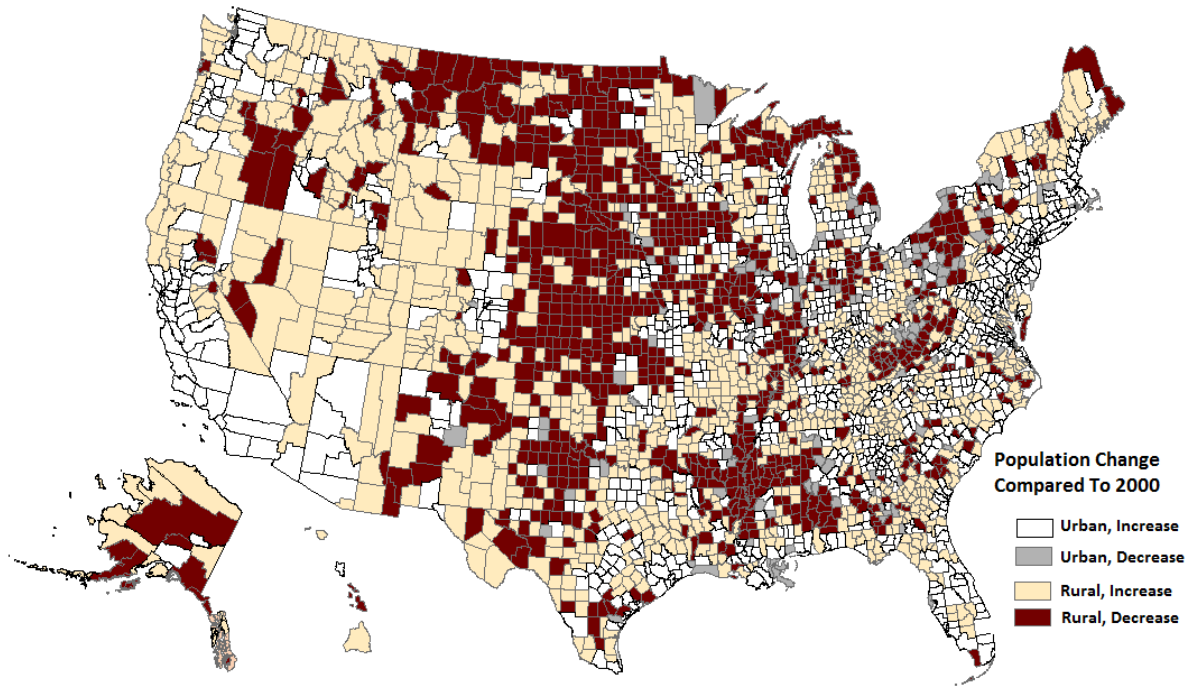 Population Change
Compared To 2000
Urban, Increase
Urban, Decrease
Rural, Increase
Rural, Decrease